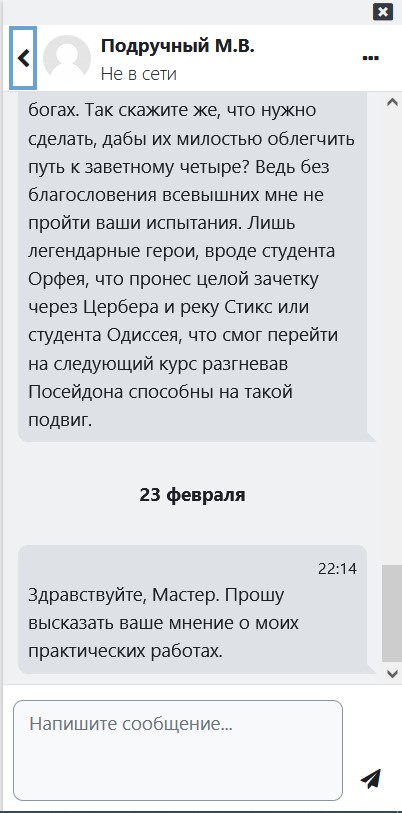 Подручный М.В.
Не в сети
богах. Так скажите же, что нужно
сделать, дабы их милостью облегчить
путь к заветному четыре? Ведь без
благословения всевышних мне не
пройти ваши испытания. Лишь
легендарные герои, вроде студента
Орфея, что пронес целой зачетку
через Цербера и реку Стикс или
студента Одиссея, что смог перейти
на следующий курс разгневав
Посейдона способны на такой
подвиг.
23 февраля
22:14
Здравствуйте, Мастер. Прошу
высказать ваше мнение о моих
практических работах.
Напишите сообщение...